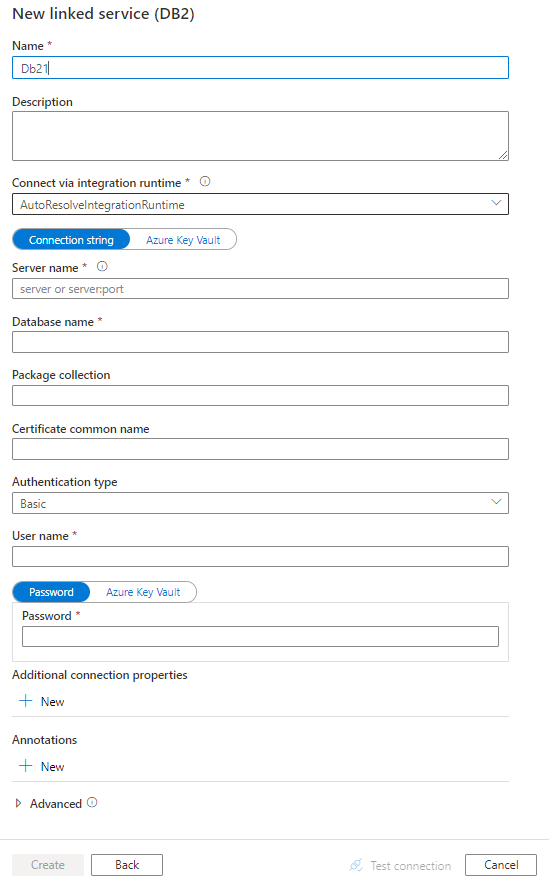 New linked service (DB2)
Name *
Db21
Description
Connect via integration runtime *
AutoResolveIntegrationRuntime
Connection string Azure Key Vault
Server name *
server or server:port
Database name *
Package collection
Certificate common name
Authentication type
Basic
User name *
Password Azure Key Vault
Password *
Additional connection properties
+ New
Annotations
+ New
Advanced
Create Back Test connection Cancel